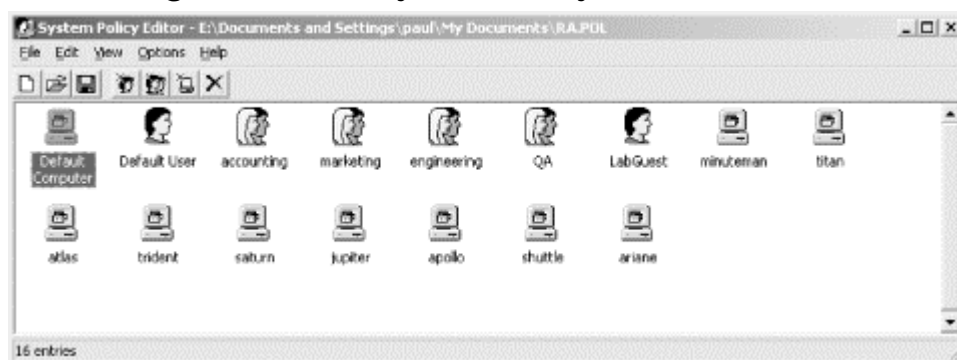 System Policy Editor - E:\Documents and Settings\paul\My Documents\RA.POL
File Edit View Options Help
Default Computer Default User accounting marketing engineering QA LabGuest minuteman titan
atlas trident saturn jupiter apollo shuttle ariane
16 entries